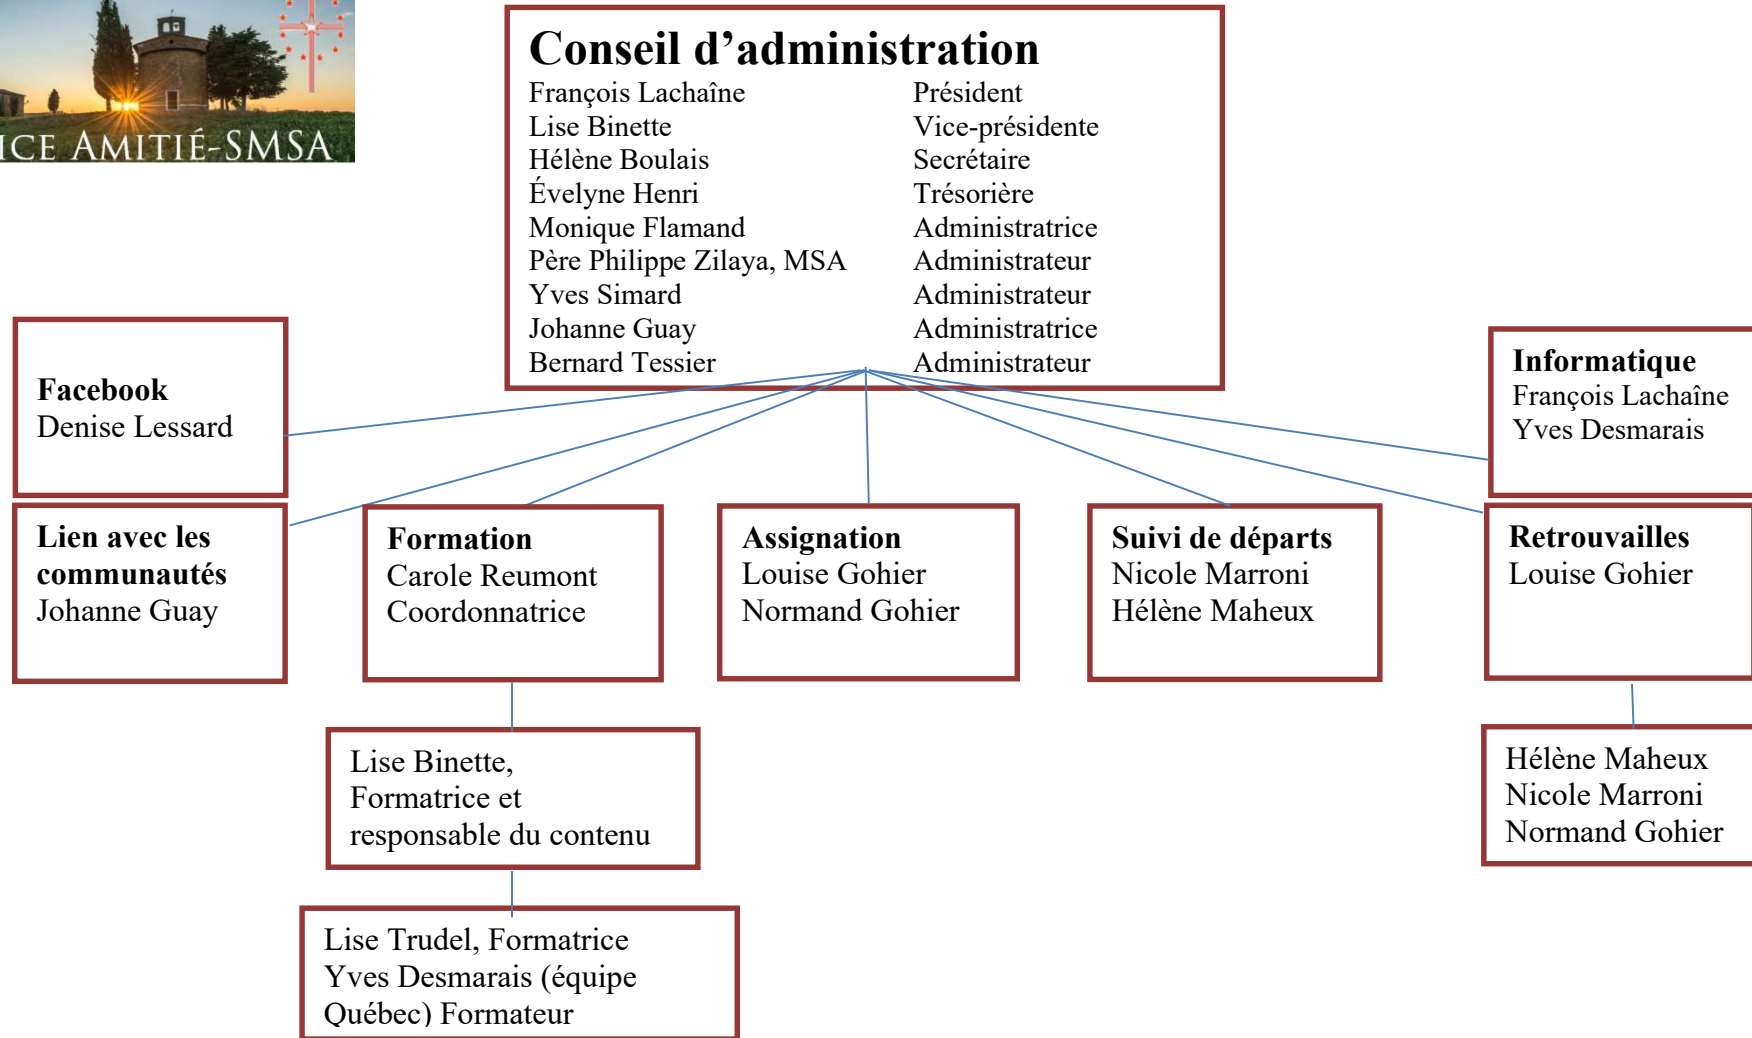 ICE AMITIÉ-SMSA
Conseil d'administration
François Lachaîne Président
Lise Binette Vice-présidente
Hélène Boulais Secrétaire
Évelyne Henri Trésorière
Monique Flamand Administratrice
Père Philippe Zilaya, MSA Administrateur
Yves Simard Administrateur
Johanne Guay Administratrice
Bernard Tessier Administrateur
Facebook
Denise Lessard
Informatique
François Lachaîne
Yves Desmarais
Lien avec les
communautés
Johanne Guay
Formation
Carole Reumont
Coordonnatrice
Assignation
Louise Gohier
Normand Gohier
Suivi de départs
Nicole Marroni
Hélène Maheux
Retrouvailles
Louise Gohier
Lise Binette,
Formatrice et
responsable du contenu
Hélène Maheux
Nicole Marroni
Normand Gohier
Lise Trudel, Formatrice
Yves Desmarais (équipe
Québec) Formateur